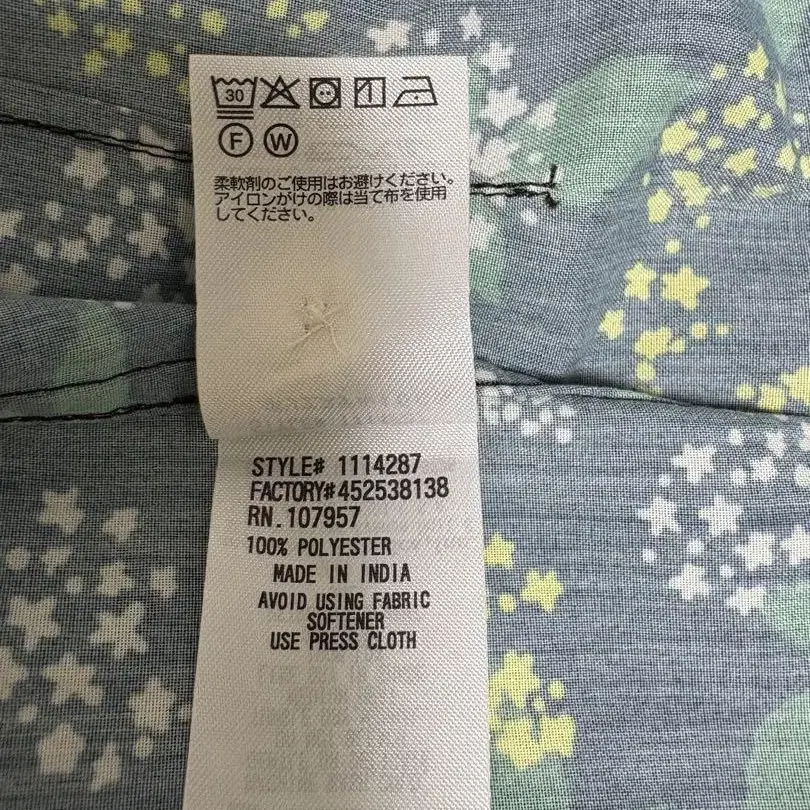 30
F W
柔軟剤のご使用はお避けください。
アイロンがけの際は当て布を使用
してください。
STYLE# 1114287
FACTORY#452538138
RN.107957
100% POLYESTER
MADE IN INDIA
AVOID USING FABRIC
SOFTENER
USE PRESS CLOTH